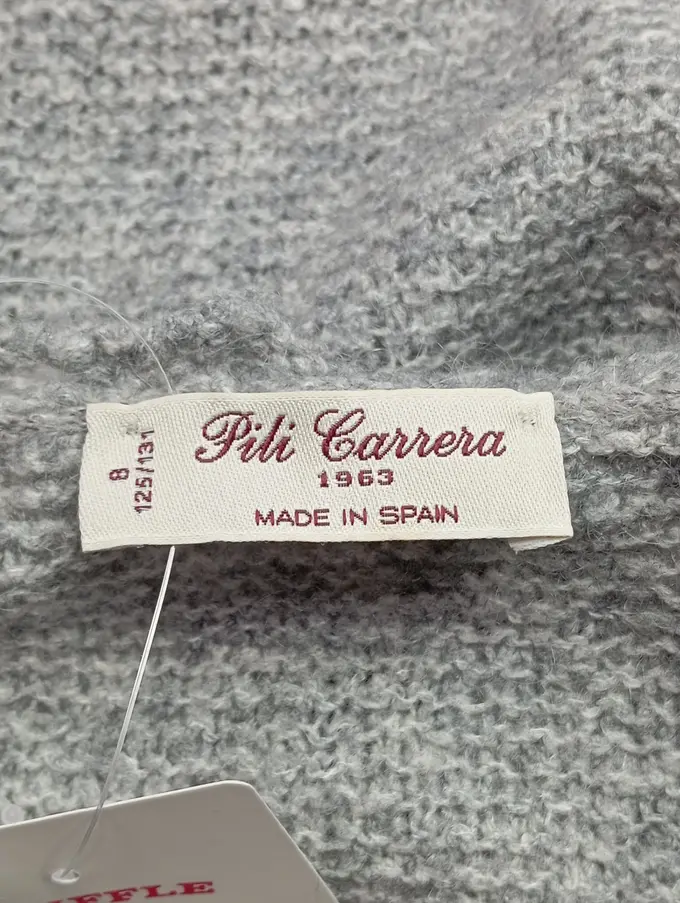 8
125/131
Pili Carrera
1963
MADE IN SPAIN